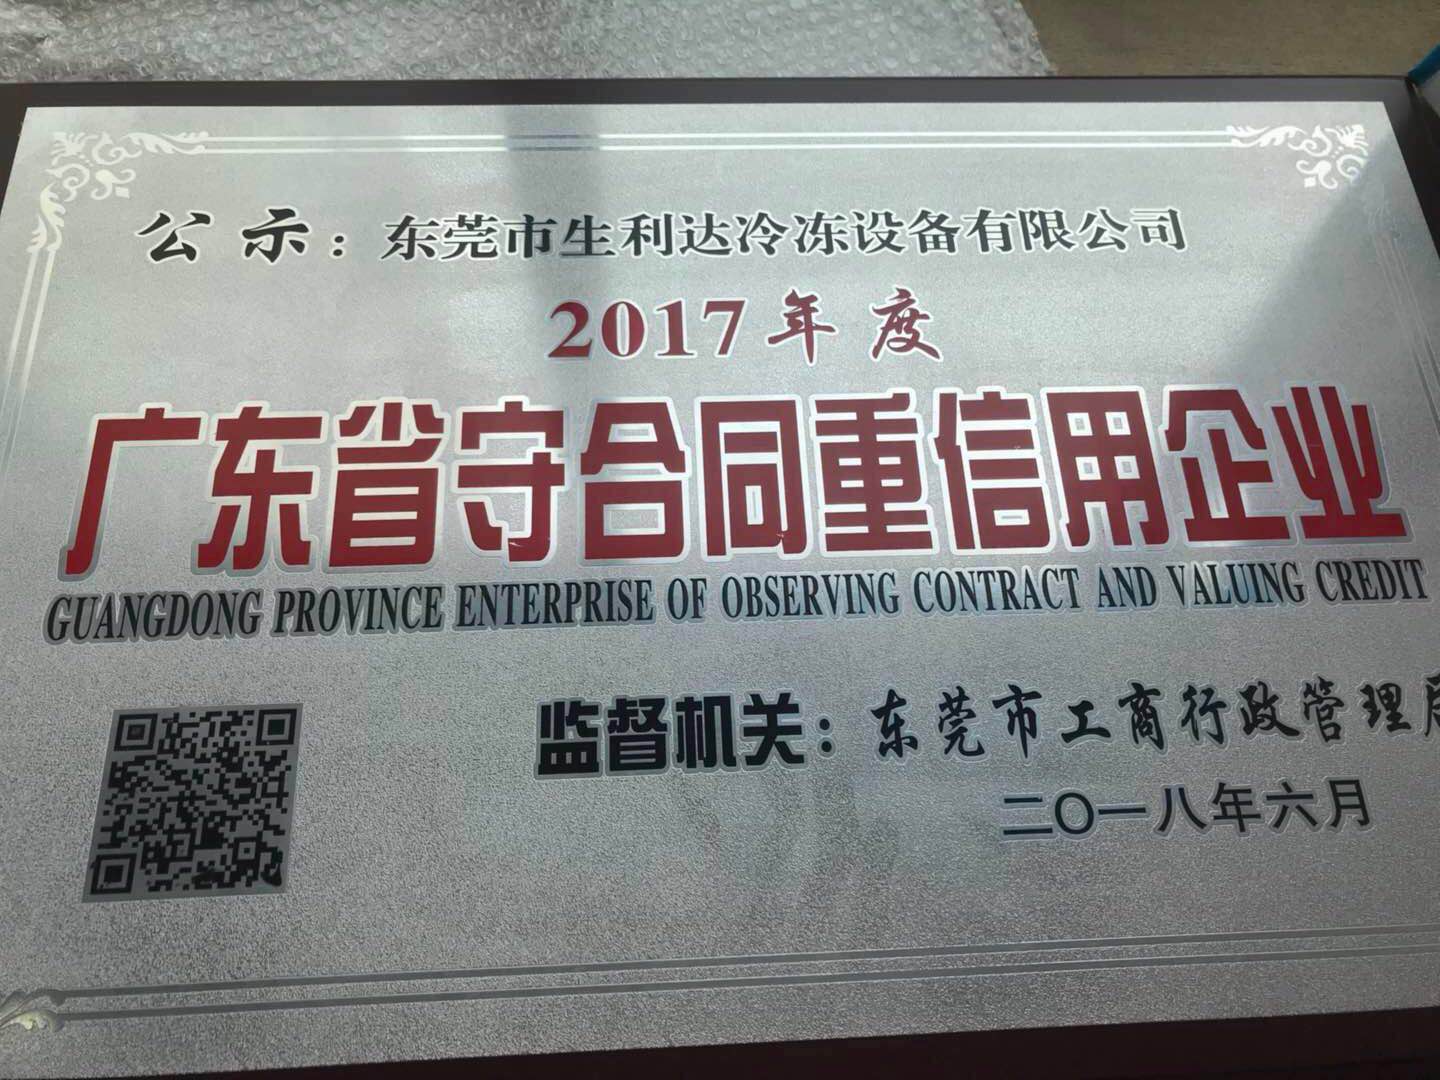 公示：东莞市生利达冷冻设备有限公司
2017年度
广东省守合同重信用企业
GUANGDONG PROVINCE ENTERPRISE OF OBSERVING CONTRACT AND VALUING CREDIT
监督机关：东莞市工商行政管理局
二〇一八年六月